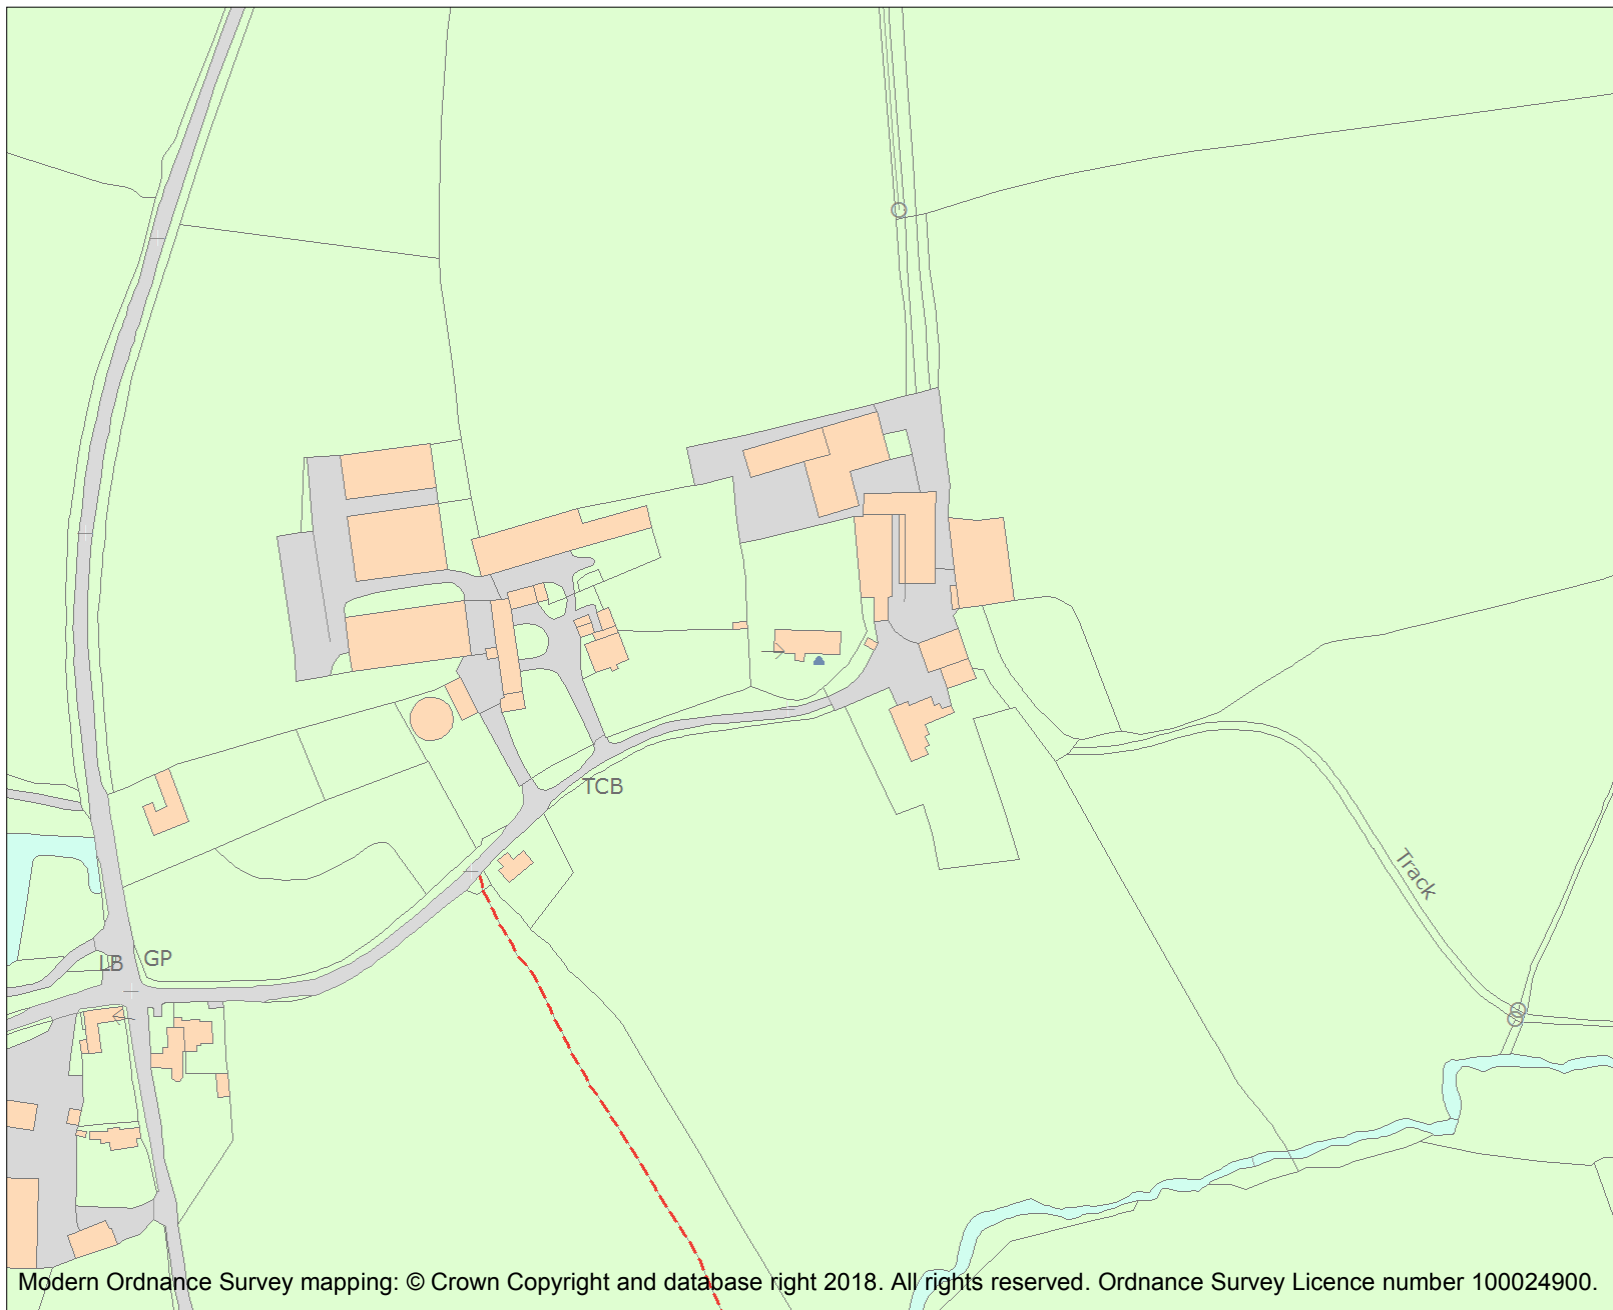 TCB
Track
LB
GP
Modern Ordnance Survey mapping: © Crown Copyright and database right 2018. All rights reserved. Ordnance Survey Licence number 100024900.